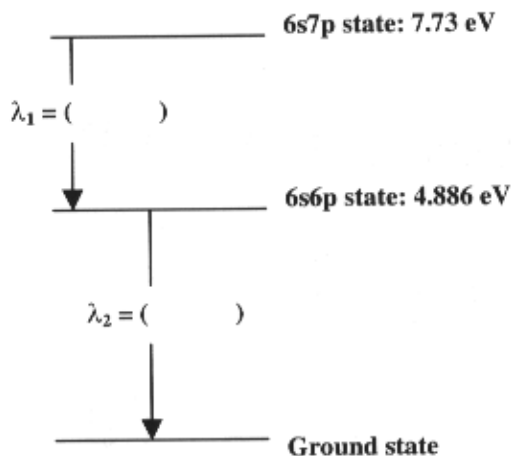 6s7p state: 7.73 eV
λ₁ = ( )
6s6p state: 4.886 eV
λ₂ = ( )
Ground state